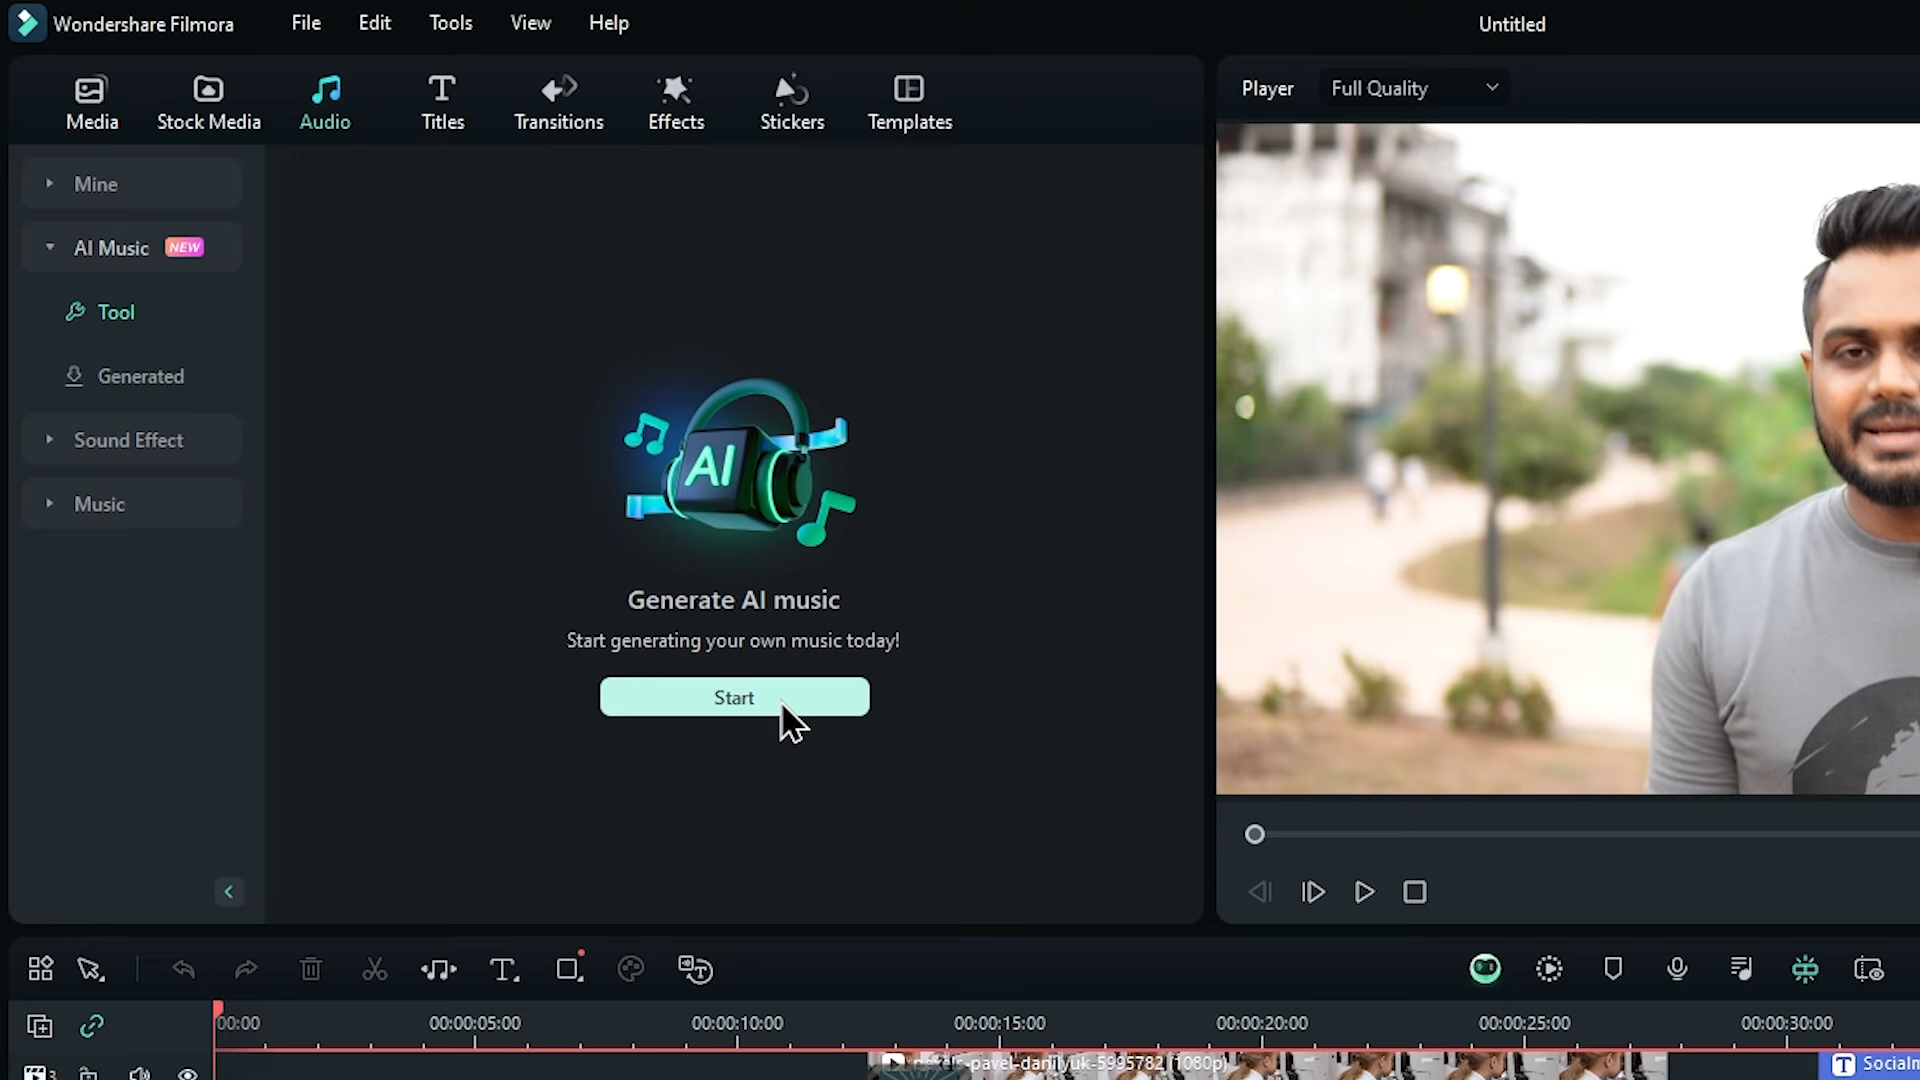 Wondershare Filmora
File Edit Tools View Help
Untitled
Media Stock Media Audio Titles Transitions Effects Stickers Templates
Player Full Quality
Mine
AI Music NEW
Tool
Generated
Sound Effect
Music
AI
Generate AI music
Start generating your own music today!
Start
00:00 00:00:05:00 00:00:10:00 00:00:15:00 00:00:20:00 00:00:25:00 00:00:30:00
3
-pavel-danilyuk-5995782 (1080p)